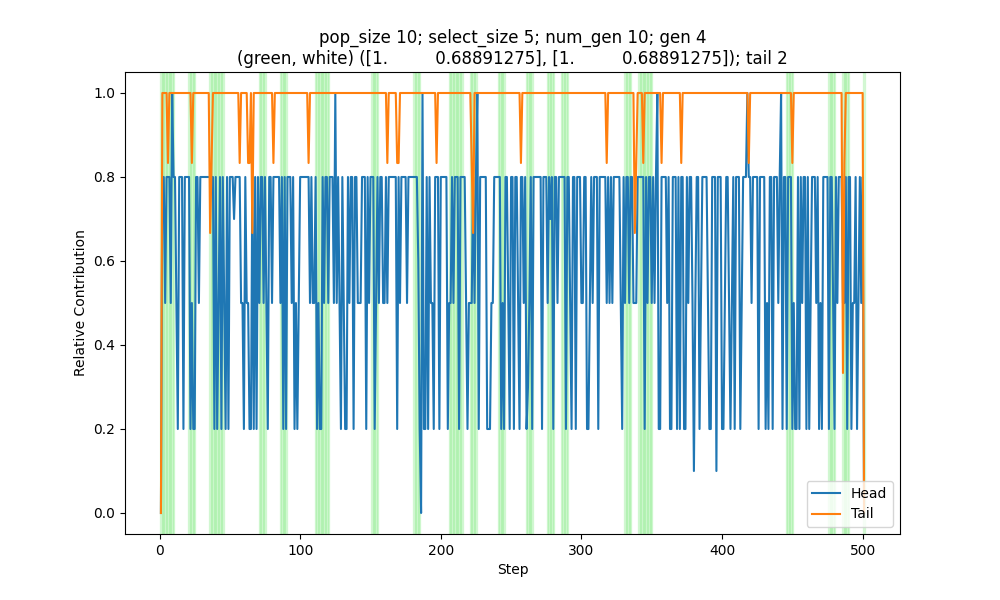 pop_size 10; select_size 5; num_gen 10; gen 4
(green, white) ([1. 0.68891275], [1. 0.68891275]); tail 2
1.0
0.8
0.6
0.4
0.2
0.0
Relative Contribution
Head
Tail
0 100 200 300 400 500
Step